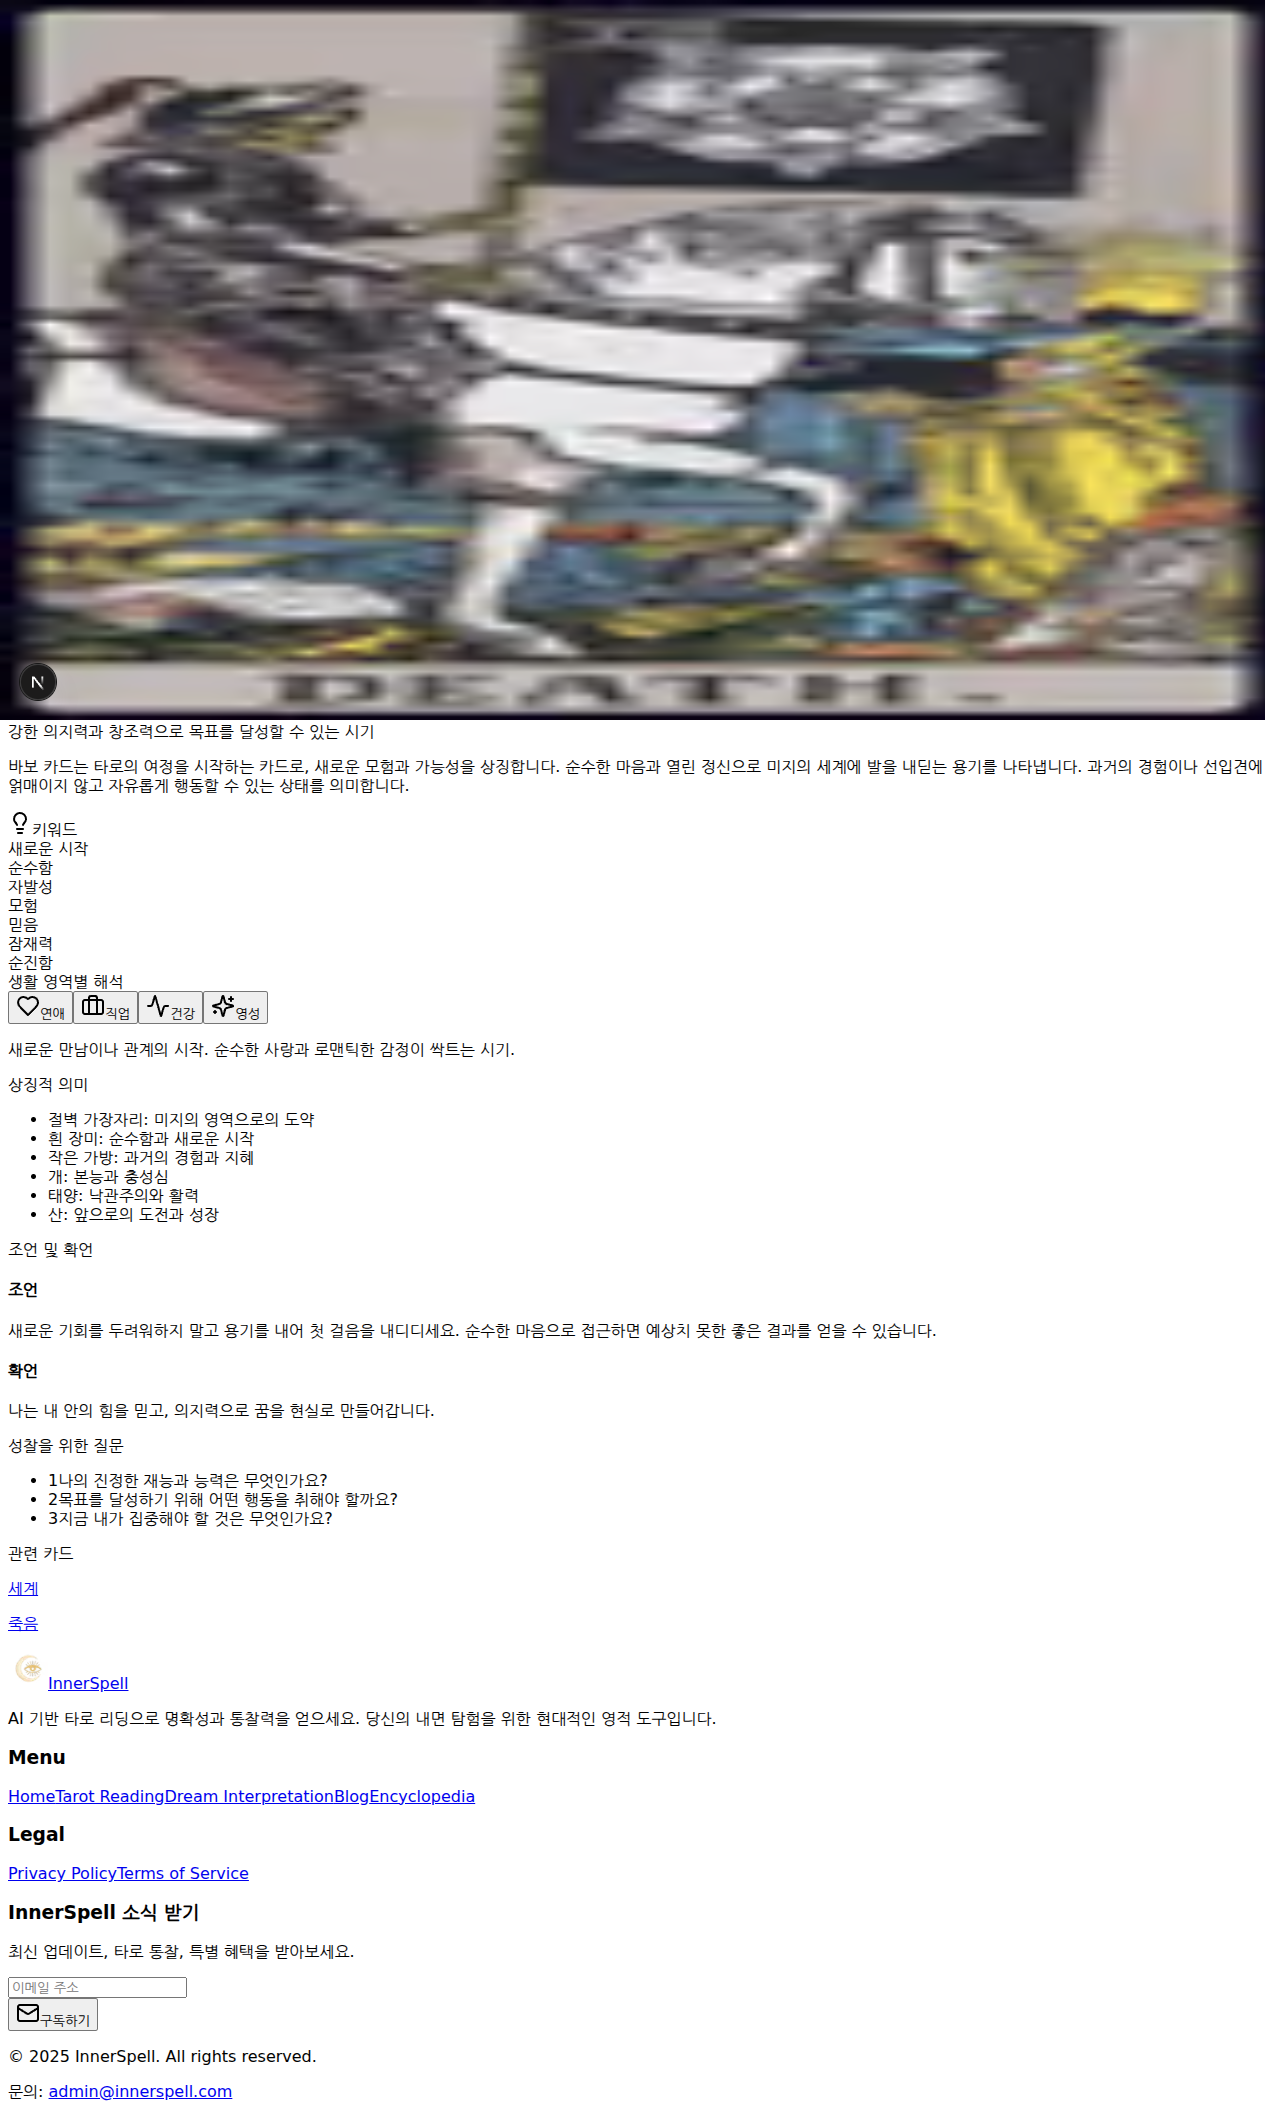 DEATH.
N
강한 의지력과 창조력으로 목표를 달성할 수 있는 시기
바보 카드는 타로의 여정을 시작하는 카드로, 새로운 모험과 가능성을 상징합니다. 순수한 마음과 열린 정신으로 미지의 세계에 발을 내딛는 용기를 나타냅니다. 과거의 경험이나 선입견에
얽매이지 않고 자유롭게 행동할 수 있는 상태를 의미합니다.
키워드
새로운 시작
순수함
자발성
모험
믿음
잠재력
순진함
생활 영역별 해석
연애 직업 건강 영성
새로운 만남이나 관계의 시작. 순수한 사랑과 로맨틱한 감정이 싹트는 시기.
상징적 의미
• 절벽 가장자리: 미지의 영역으로의 도약
• 흰 장미: 순수함과 새로운 시작
• 작은 가방: 과거의 경험과 지혜
• 개: 본능과 충성심
• 태양: 낙관주의와 활력
• 산: 앞으로의 도전과 성장
조언 및 확언
조언
새로운 기회를 두려워하지 말고 용기를 내어 첫 걸음을 내디디세요. 순수한 마음으로 접근하면 예상치 못한 좋은 결과를 얻을 수 있습니다.
확언
나는 내 안의 힘을 믿고, 의지력으로 꿈을 현실로 만들어갑니다.
성찰을 위한 질문
• 1나의 진정한 재능과 능력은 무엇인가요?
• 2목표를 달성하기 위해 어떤 행동을 취해야 할까요?
• 3지금 내가 집중해야 할 것은 무엇인가요?
관련 카드
세계
죽음
InnerSpell
AI 기반 타로 리딩으로 명확성과 통찰력을 얻으세요. 당신의 내면 탐험을 위한 현대적인 영적 도구입니다.
Menu
HomeTarot ReadingDream InterpretationBlogEncyclopedia
Legal
Privacy PolicyTerms of Service
InnerSpell 소식 받기
최신 업데이트, 타로 통찰, 특별 혜택을 받아보세요.
이메일 주소
구독하기
© 2025 InnerSpell. All rights reserved.
문의: admin@innerspell.com